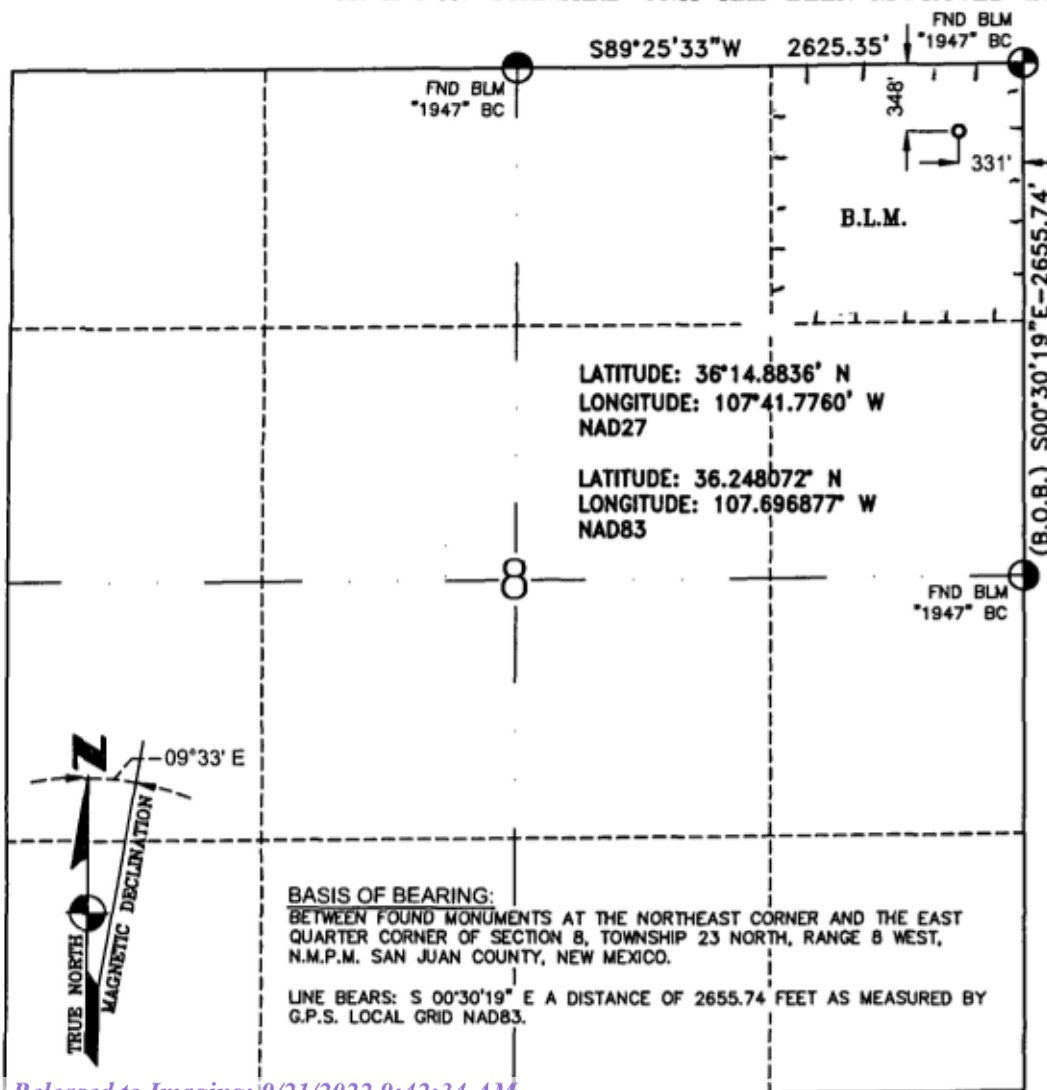 FND BLM
"1947" BC
S89°25'33"W 2625.35'
FND BLM
"1947" BC
348'
331'
B.L.M.
(B.O.B.) S00°30'19"E-2655.74'
LATITUDE: 36°14.8836' N
LONGITUDE: 107°41.7760' W
NAD27
LATITUDE: 36.248072° N
LONGITUDE: 107.696877° W
NAD83
8
FND BLM
"1947" BC
N
09°33' E
TRUE NORTH
MAGNETIC DECLINATION
BASIS OF BEARING:
BETWEEN FOUND MONUMENTS AT THE NORTHEAST CORNER AND THE EAST
QUARTER CORNER OF SECTION 8, TOWNSHIP 23 NORTH, RANGE 8 WEST,
N.M.P.M. SAN JUAN COUNTY, NEW MEXICO.
LINE BEARS: S 00°30'19" E A DISTANCE OF 2655.74 FEET AS MEASURED BY
G.P.S. LOCAL GRID NAD83.
Released to Imaging: 9/21/2022 9:42:34 AM